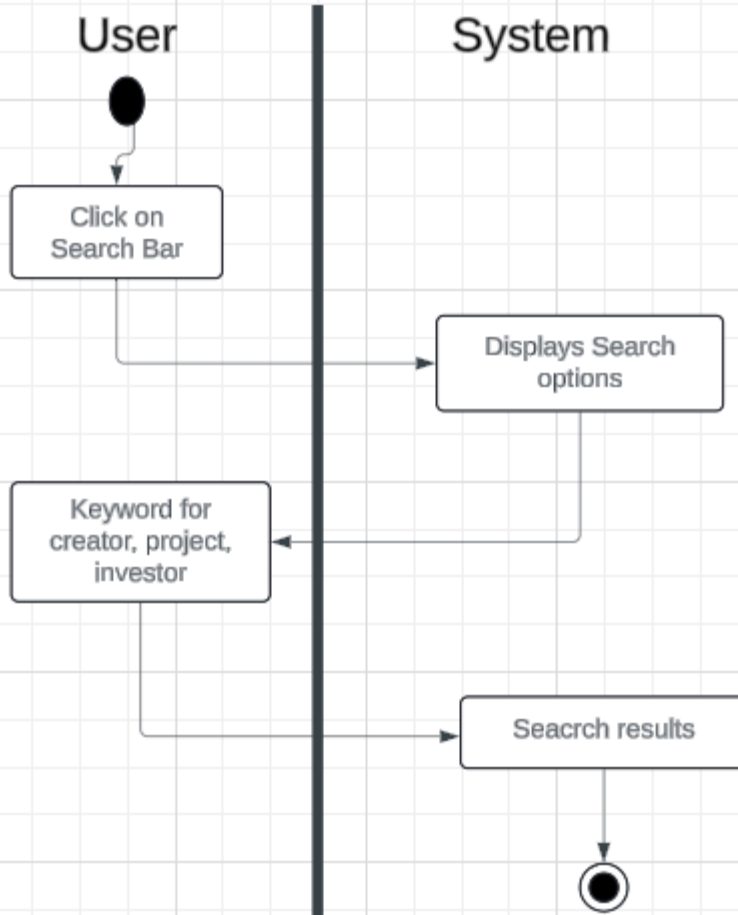 User
System
Click on
Search Bar
Displays Search
options
Keyword for
creator, project,
investor
Seacrch results